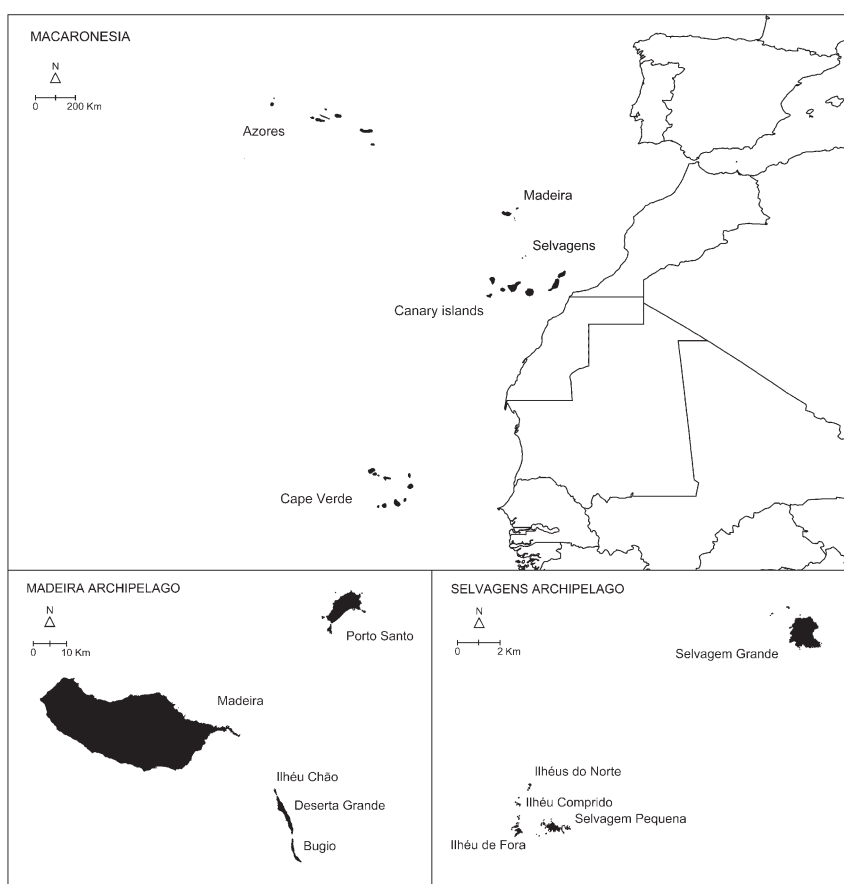 MACARONESIA
N
0 200 Km
Azores
Madeira
Selvagens
Canary islands
Cape Verde
MADEIRA ARCHIPELAGO
N
0 10 Km
Porto Santo
Madeira
Ilhéu Chão
Deserta Grande
Bugio
SELVAGENS ARCHIPELAGO
N
0 2 Km
Selvagem Grande
Ilhéus do Norte
Ilhéu Comprido
Selvagem Pequena
Ilhéu de Fora